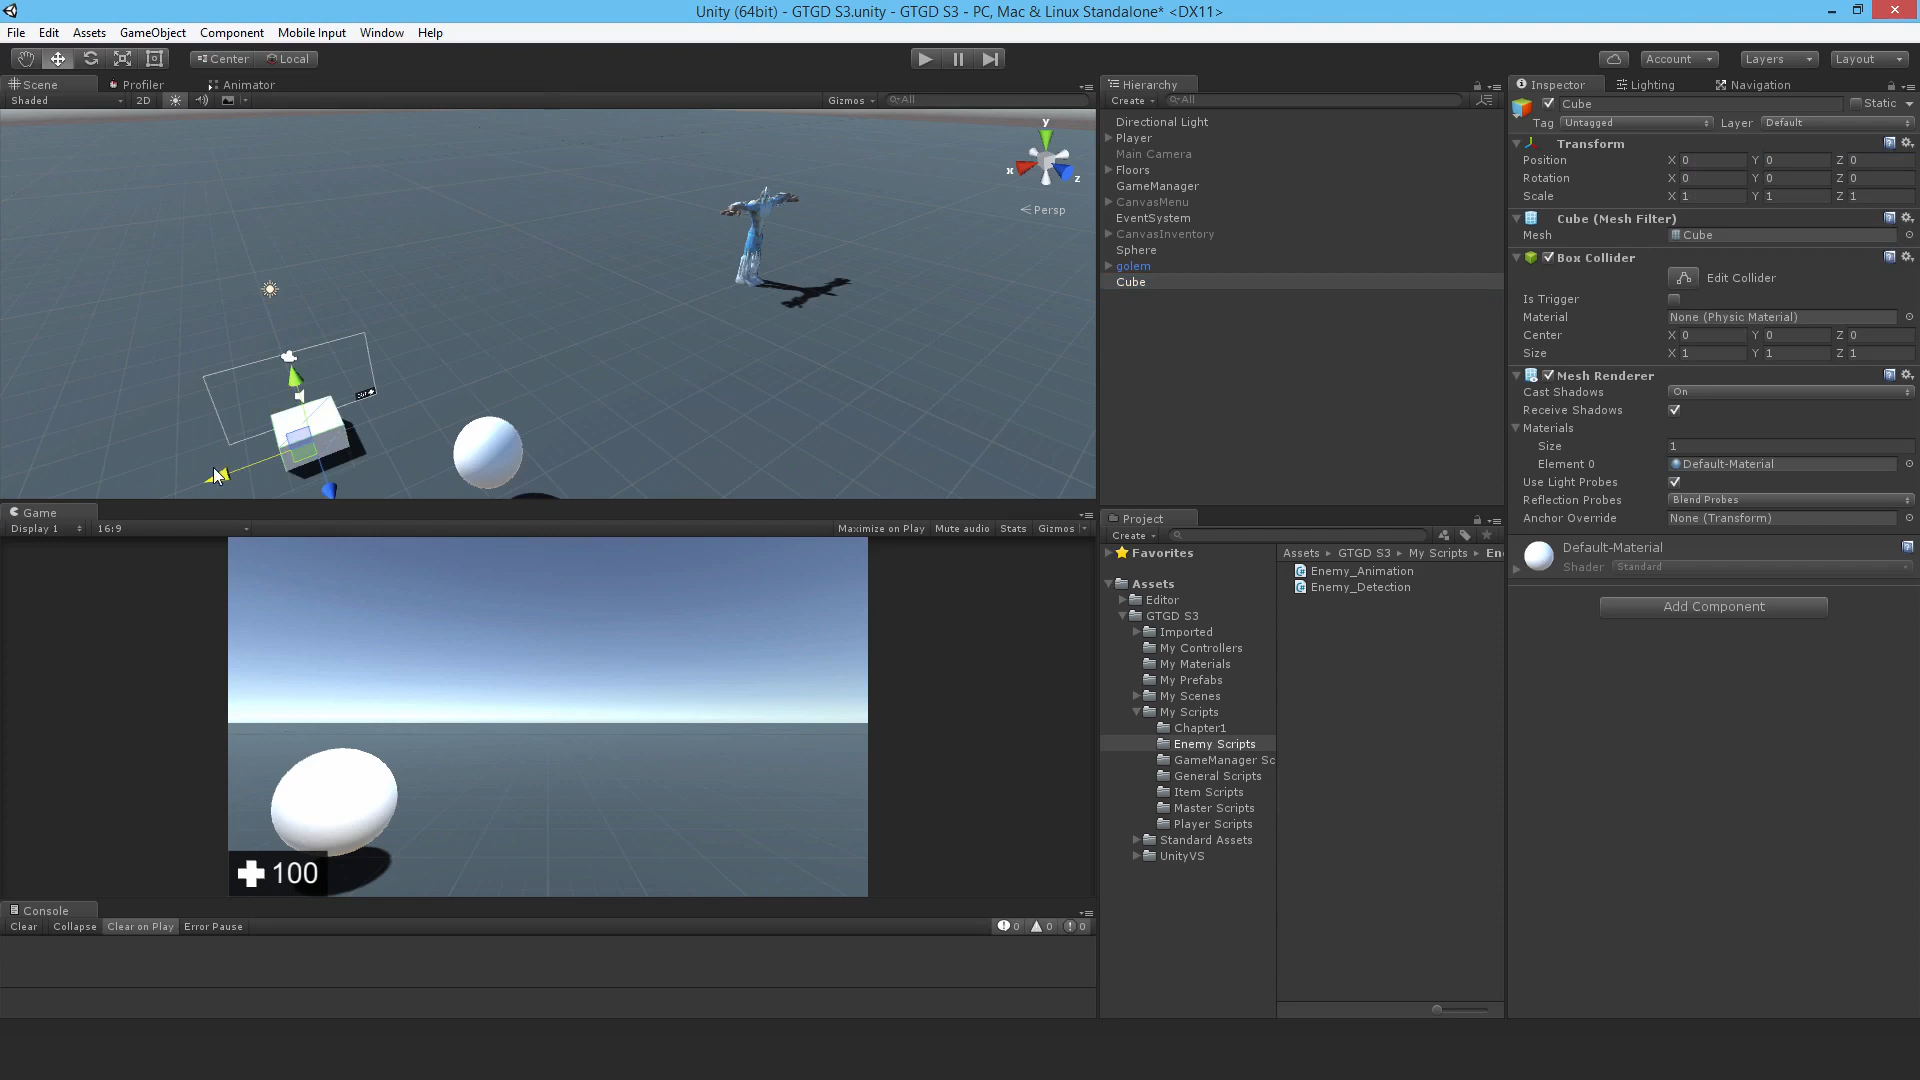 Unity (64bit) - GTGD S3.unity - GTGD S3 - PC, Mac & Linux Standalone* <DX11>
File Edit Assets GameObject Component Mobile Input Window Help
Center Local Account Layers Layout
Scene Profiler Animator
Shaded 2D Gizmos All
y
x
z
Persp
Game
Display 1 16:9 Maximize on Play Mute audio Stats Gizmos
100
Console
Clear Collapse Clear on Play Error Pause 0 0 0
Hierarchy
Create All
Directional Light
Player
Main Camera
Floors
GameManager
CanvasMenu
EventSystem
CanvasInventory
Sphere
golem
Cube
Project
Create
Favorites
Assets
Editor
GTGD S3
Imported
My Controllers
My Materials
My Prefabs
My Scenes
My Scripts
Chapter1
Enemy Scripts
GameManager Sc
General Scripts
Item Scripts
Master Scripts
Player Scripts
Standard Assets
UnityVS
Assets GTGD S3 My Scripts En
Enemy_Animation
Enemy_Detection
Inspector Lighting Navigation
Cube Static
Tag Untagged Layer Default
Transform
Position X 0 Y 0 Z 0
Rotation X 0 Y 0 Z 0
Scale X 1 Y 1 Z 1
Cube (Mesh Filter)
Mesh Cube
Box Collider
Edit Collider
Is Trigger
Material None (Physic Material)
Center X 0 Y 0 Z 0
Size X 1 Y 1 Z 1
Mesh Renderer
Cast Shadows On
Receive Shadows
Materials
Size 1
Element 0 Default-Material
Use Light Probes
Reflection Probes Blend Probes
Anchor Override None (Transform)
Default-Material
Shader Standard
Add Component